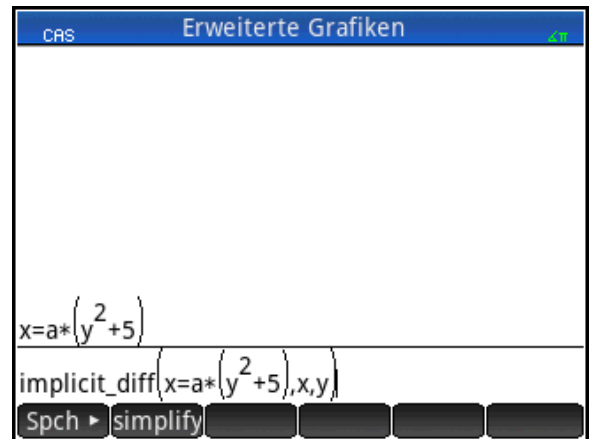 CAS Erweiterte Grafiken ∡π
x=a*(y²+5)
implicit_diff(x=a*(y²+5),x,y)
Spch ▸ simplify